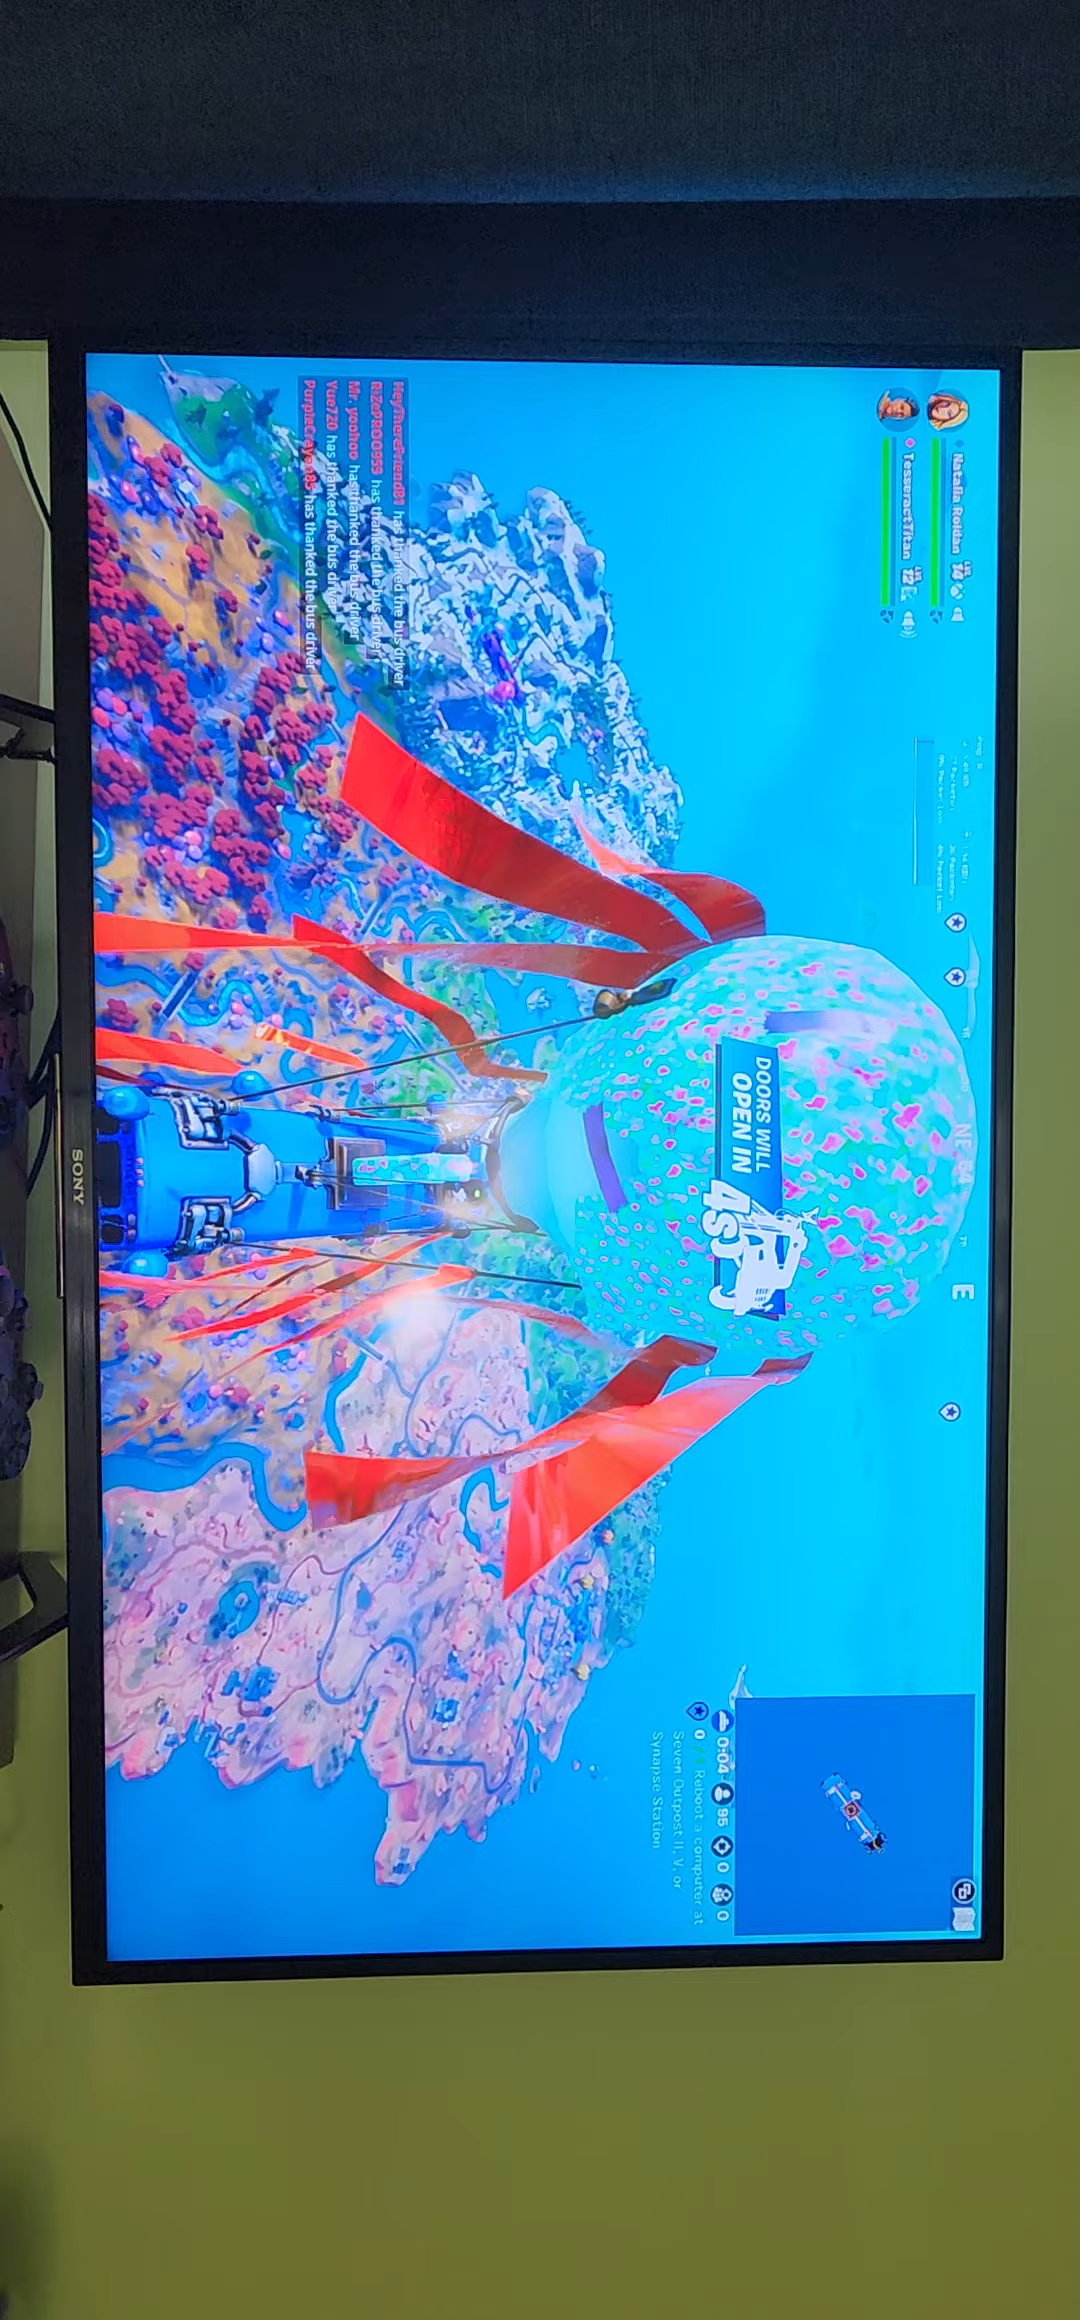 Natalia Roldan
TesseractTitan
NE
E
DOORS WILL
OPEN IN
4s
0:04 95 0 0
0 Reboot a computer at
Seven Outpost II, V, or
Synapse Station
HeyThereFriend81 has thanked the bus driver
has thanked the bus driver
Mr. yoohoo has thanked the bus driver
Yue720 has thanked the bus driver
has thanked the bus driver
SONY